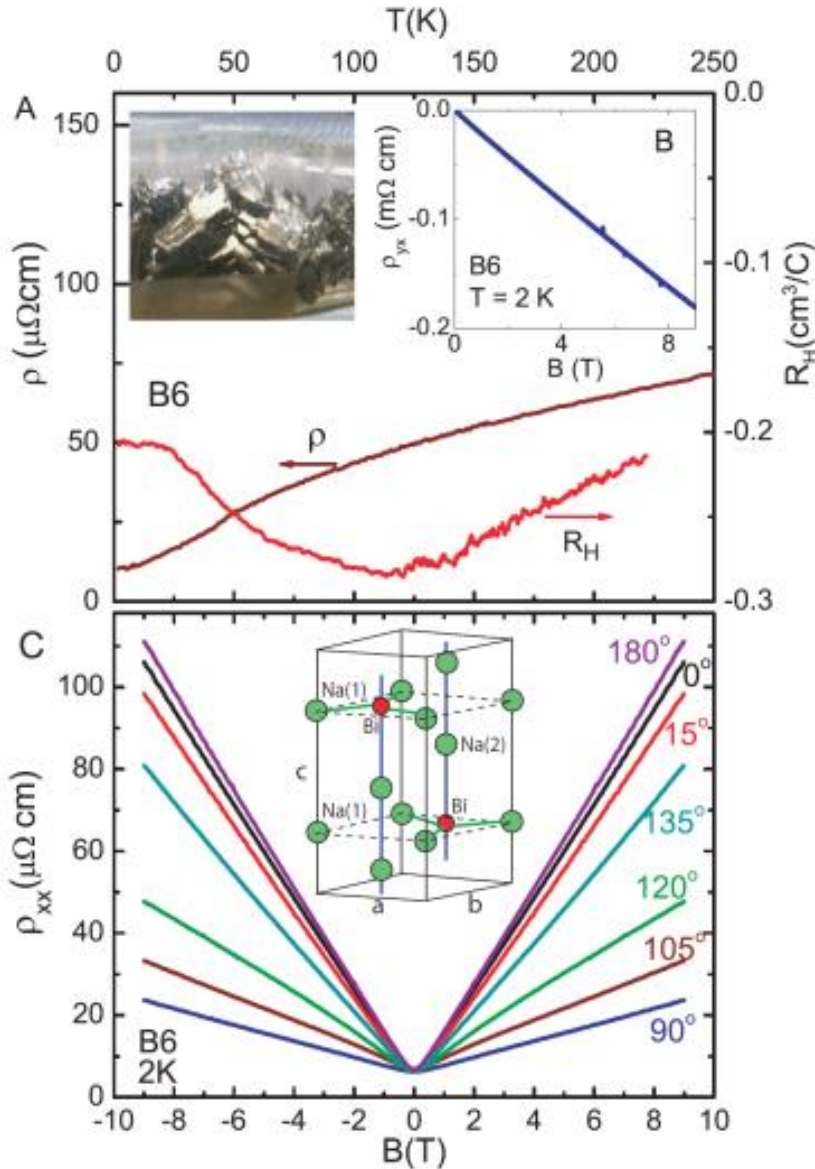 T(K)
0 50 100 150 200 250
A
150
100
50
0
ρ (μΩcm)
0.0
-0.1
-0.2
-0.3
R_H(cm³/C)
B
0.0
-0.1
-0.2
ρ_yx (mΩ cm)
B6
T = 2 K
0 4 8
B (T)
B6
ρ
R_H
C
100
80
60
40
20
0
ρ_xx(μΩ cm)
180°
0°
15°
135°
120°
105°
90°
Na(1)
Bi
Na(2)
c
Na(1)
Bi
a
b
B6
2K
-10 -8 -6 -4 -2 0 2 4 6 8 10
B(T)